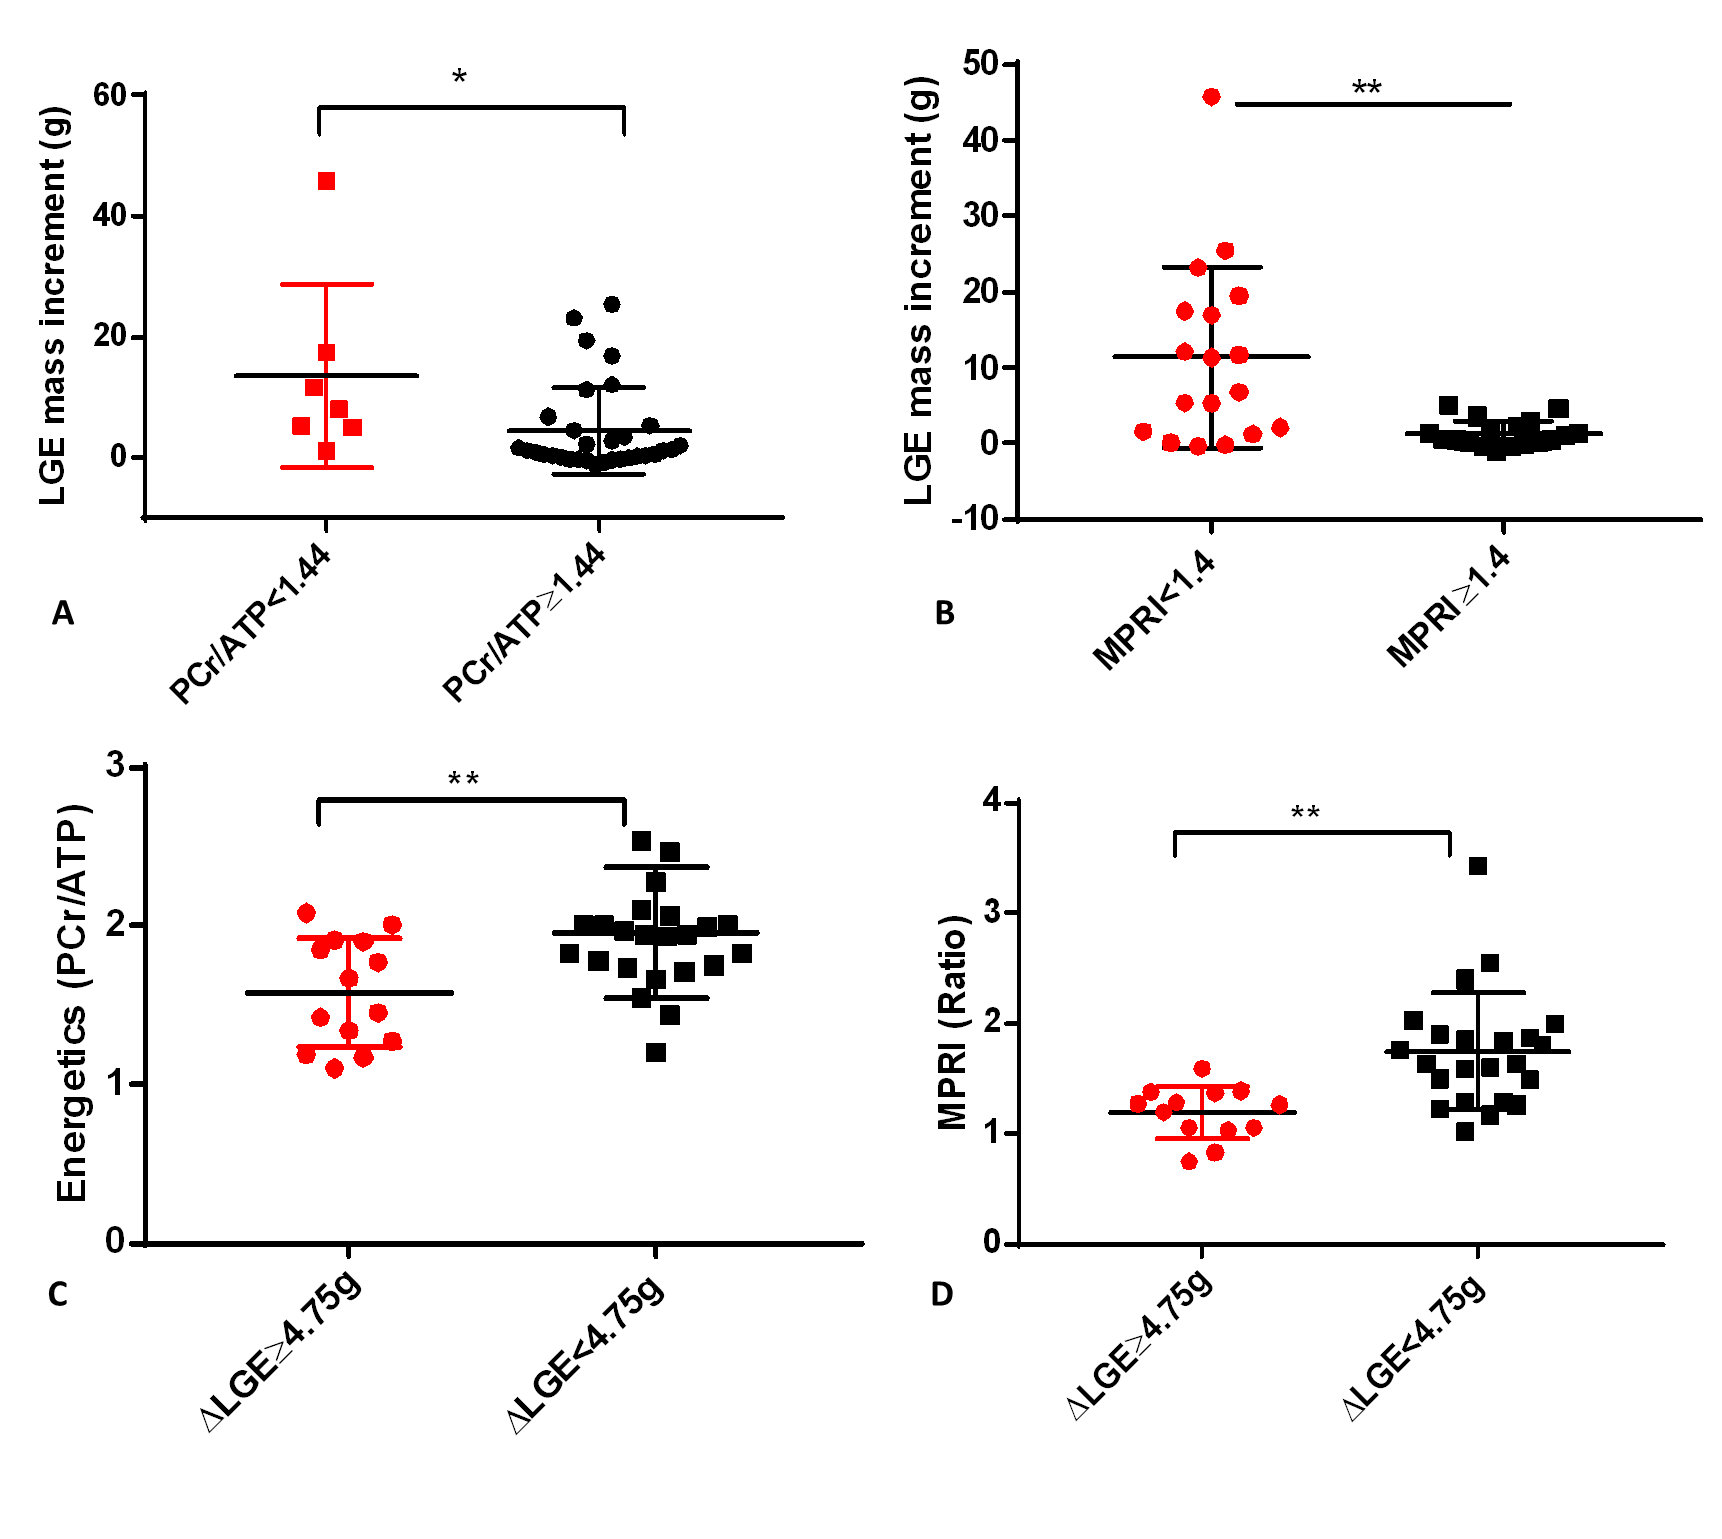 *
LGE mass increment (g)
60
40
20
0
PCr/ATP<1.44
PCr/ATP≥1.44
A
**
LGE mass increment (g)
50
40
30
20
10
0
-10
MPRI<1.4
MPRI≥1.4
B
**
Energetics (PCr/ATP)
3
2
1
0
ΔLGE≥4.75g
ΔLGE<4.75g
C
**
MPRI (Ratio)
4
3
2
1
0
ΔLGE≥4.75g
ΔLGE<4.75g
D